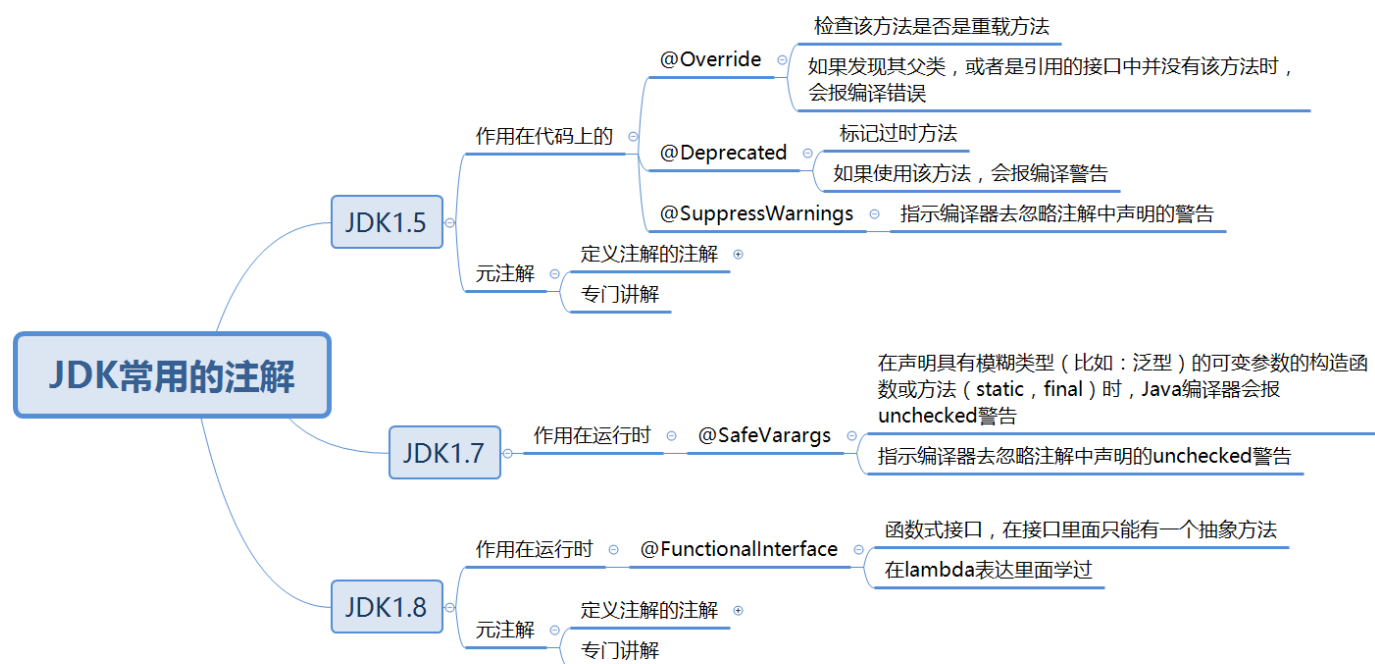 JDK常用的注解
JDK1.5
作用在代码上的
@Override
检查该方法是否是重载方法
如果发现其父类，或者是引用的接口中并没有该方法时，
会报编译错误
@Deprecated
标记过时方法
如果使用该方法，会报编译警告
@SuppressWarnings
指示编译器去忽略注解中声明的警告
元注解
定义注解的注解
专门讲解
JDK1.7
作用在运行时
@SafeVarargs
在声明具有模糊类型（比如：泛型）的可变参数的构造函
数或方法（static，final）时，Java编译器会报
unchecked警告
指示编译器去忽略注解中声明的unchecked警告
JDK1.8
作用在运行时
@FunctionalInterface
函数式接口，在接口里面只能有一个抽象方法
在lambda表达里面学过
元注解
定义注解的注解
专门讲解